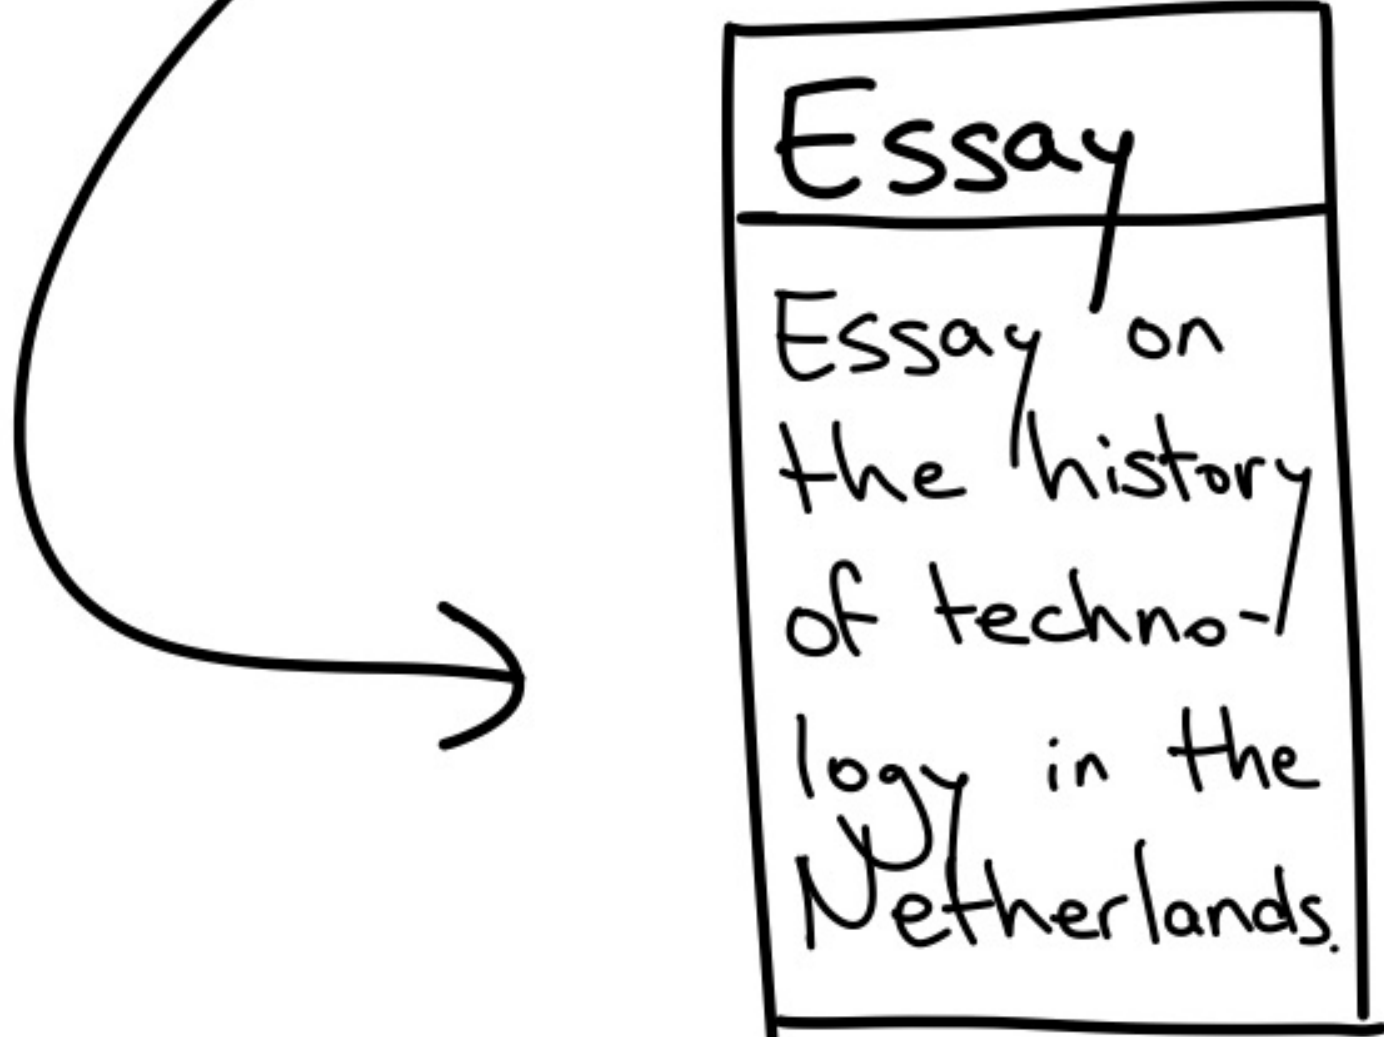 Essay
Essay on
the history
of techno-
logy in the
Netherlands.